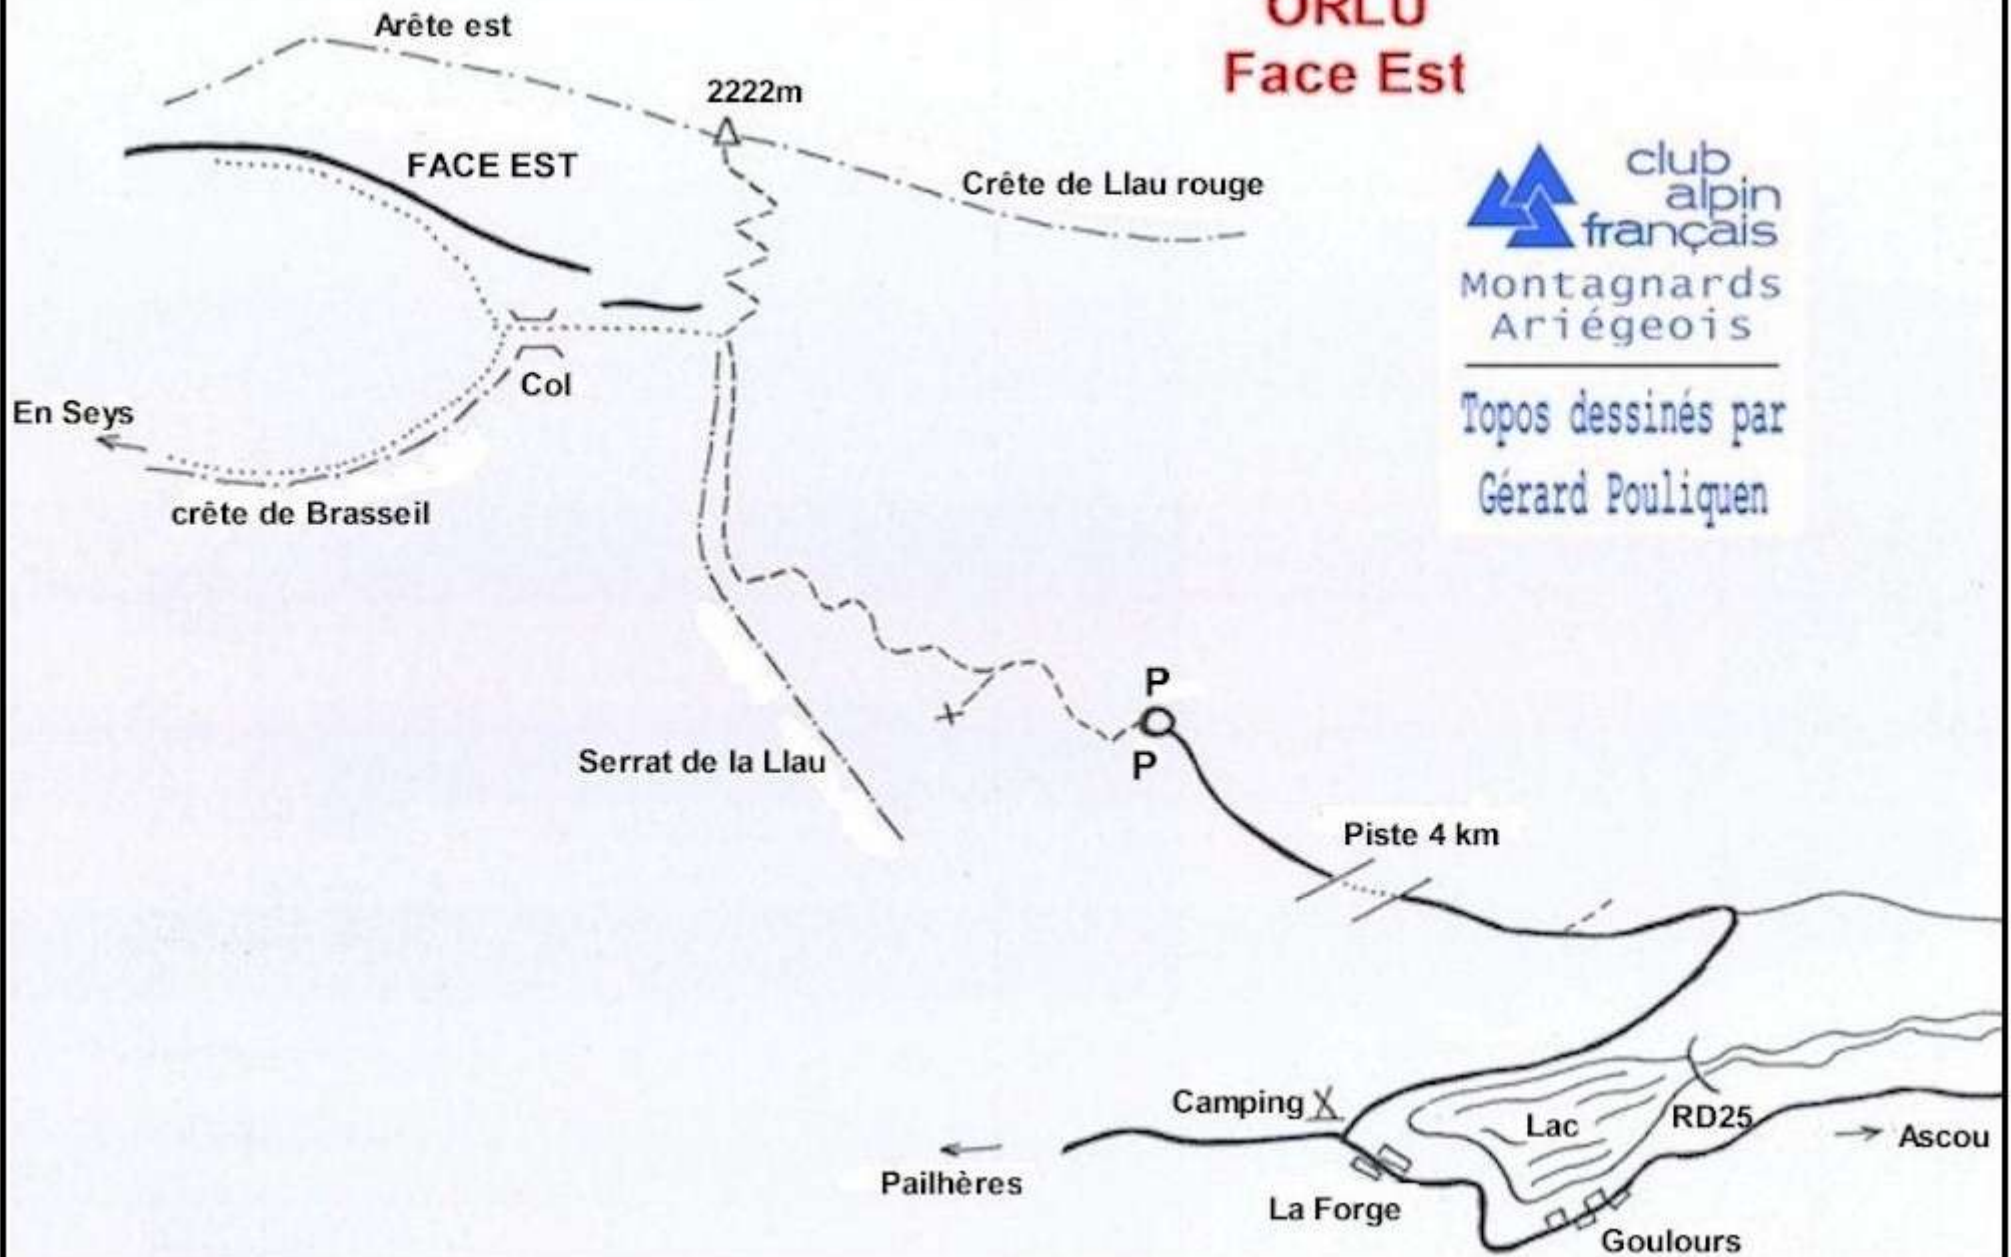 ORLU
Face Est
Arête est
2222m
FACE EST
Crête de Llau rouge
club
alpin
français
Montagnards
Ariégeois
Topos dessinés par
Gérard Pouliquen
Col
En Seys
crête de Brasseil
P
P
Serrat de la Llau
Piste 4 km
Camping
Lac
RD25
Ascou
Pailhères
La Forge
Goulours